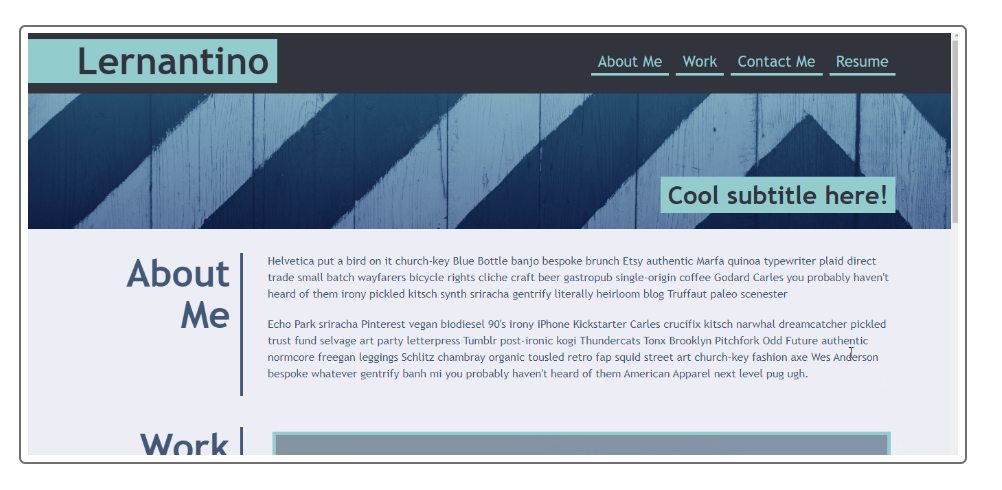 Lernantino
About Me Work Contact Me Resume
Cool subtitle here!
About
Me
Helvetica put a bird on it church-key Blue Bottle banjo bespoke brunch Etsy authentic Marfa quinoa typewriter plaid direct
trade small batch wayfarers bicycle rights cliche craft beer gastropub single-origin coffee Godard Carles you probably haven't
heard of them irony pickled kitsch synth sriracha gentrify literally heirloom blog Truffaut paleo scenester
Echo Park sriracha Pinterest vegan biodiesel 90's irony IPhone Kickstarter Carles crucifix kitsch narwhal dreamcatcher pickled
trust fund selvage art party letterpress Tumblr post-ironic kogi Thundercats Tonx Brooklyn Pitchfork Odd Future authentic
normcore freegan leggings Schlitz chambray organic tousled retro fap squid street art church-key fashion axe Wes Anderson
bespoke whatever gentrify banh mi you probably haven't heard of them American Apparel next level pug ugh.
Work